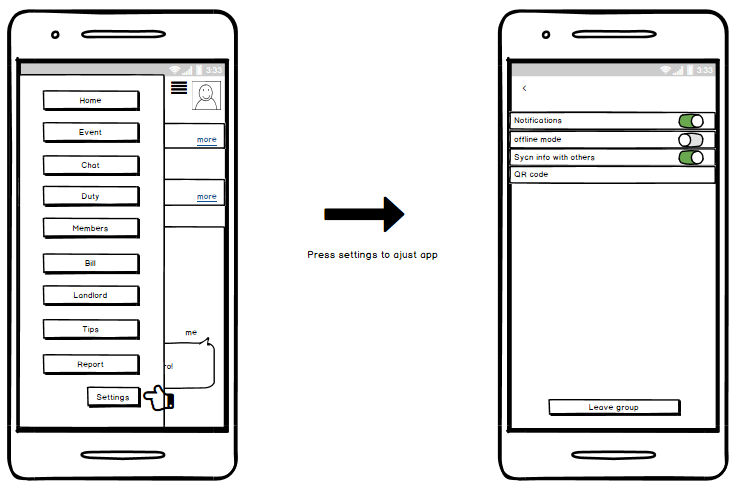 3:33
Home
Event
Chat
Duty
Members
Bill
Landlord
Tips
Report
Settings
more
more
me
ro!
Press settings to ajust app
3:33
<
Notifications
offline mode
Sycn info with others
QR code
Leave group